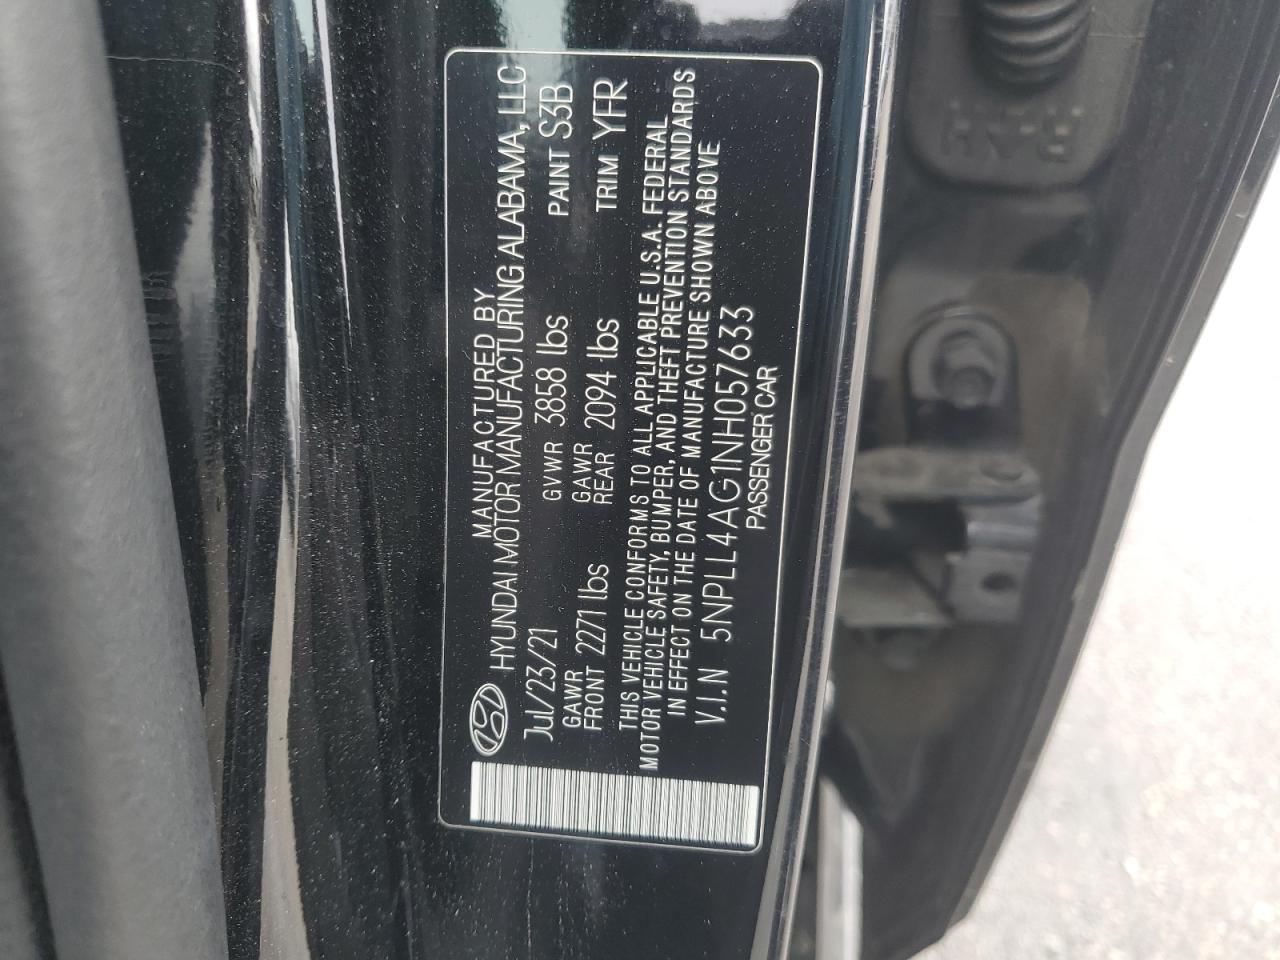 MANUFACTURED BY
HYUNDAI MOTOR MANUFACTURING ALABAMA, LLC
Jul/23/21 GVWR 3858 lbs PAINT S3B
GAWR FRONT 2271 lbs GAWR REAR 2094 lbs TRIM YFR
THIS VEHICLE CONFORMS TO ALL APPLICABLE U.S.A. FEDERAL
MOTOR VEHICLE SAFETY, BUMPER, AND THEFT PREVENTION STANDARDS
IN EFFECT ON THE DATE OF MANUFACTURE SHOWN ABOVE
V.I.N 5NPLL4AG1NH057633
PASSENGER CAR